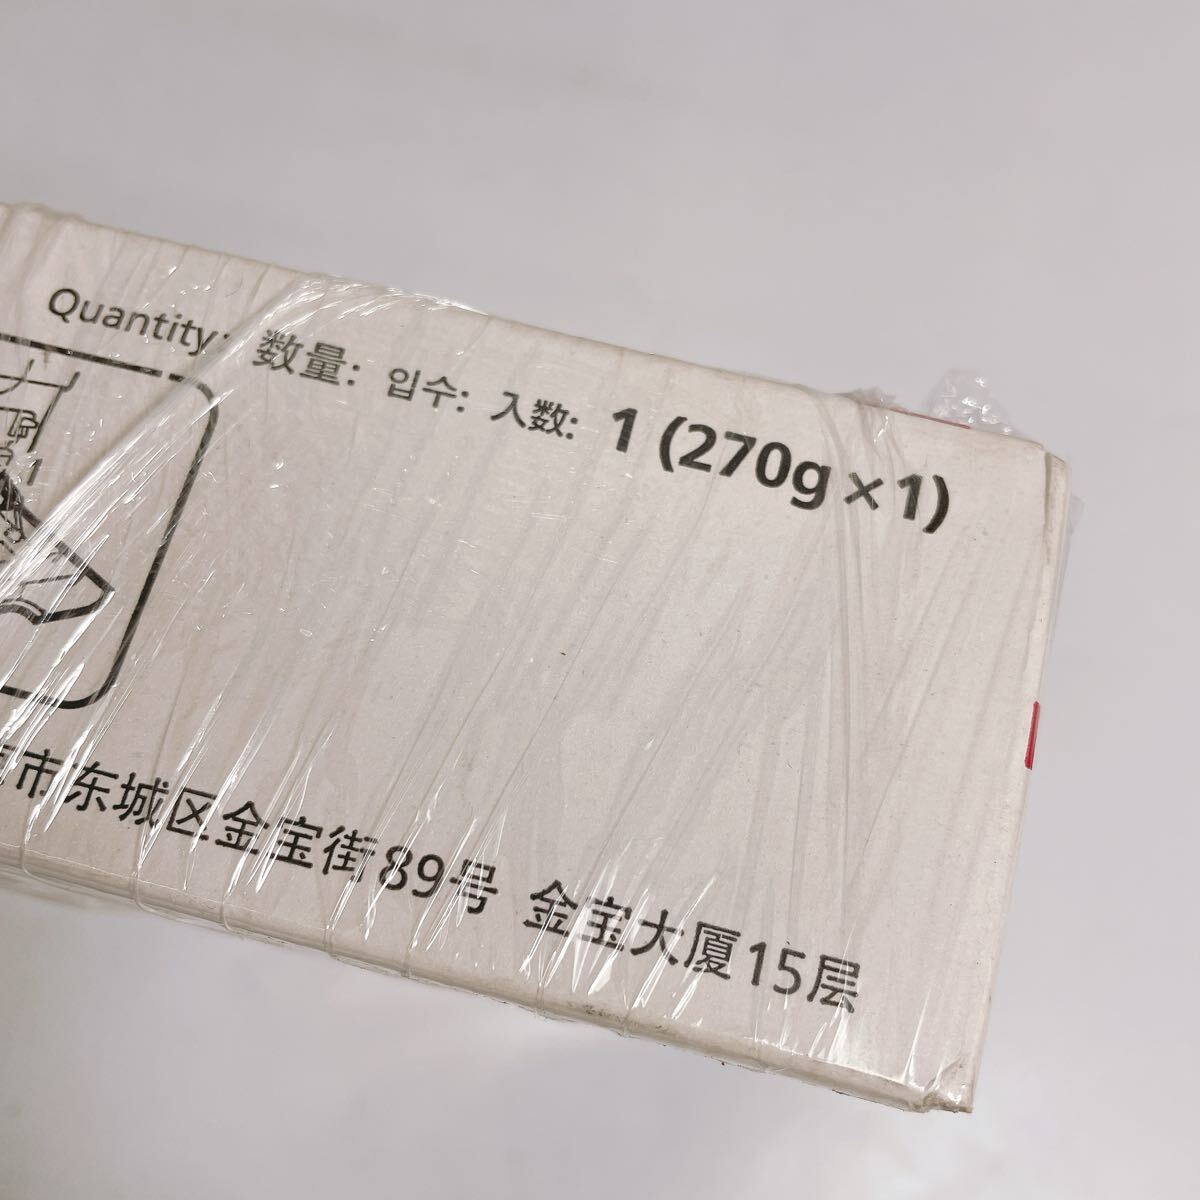 Quantity: 数量: 입수: 入数: 1 (270g×1)
1
市东城区金宝街89号 金宝大厦15层